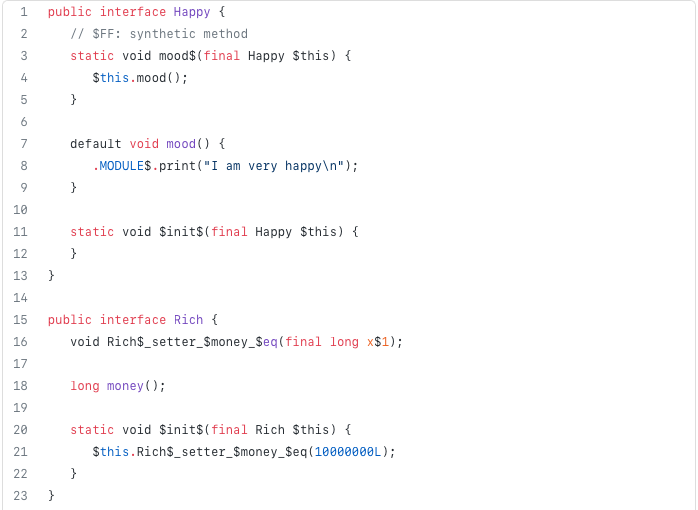 1 public interface Happy {
2 // $FF: synthetic method
3 static void mood$(final Happy $this) {
4 $this.mood();
5 }
6
7 default void mood() {
8 .MODULE$.print("I am very happy\n");
9 }
10
11 static void $init$(final Happy $this) {
12 }
13 }
14
15 public interface Rich {
16 void Rich$_setter_$money_$eq(final long x$1);
17
18 long money();
19
20 static void $init$(final Rich $this) {
21 $this.Rich$_setter_$money_$eq(10000000L);
22 }
23 }